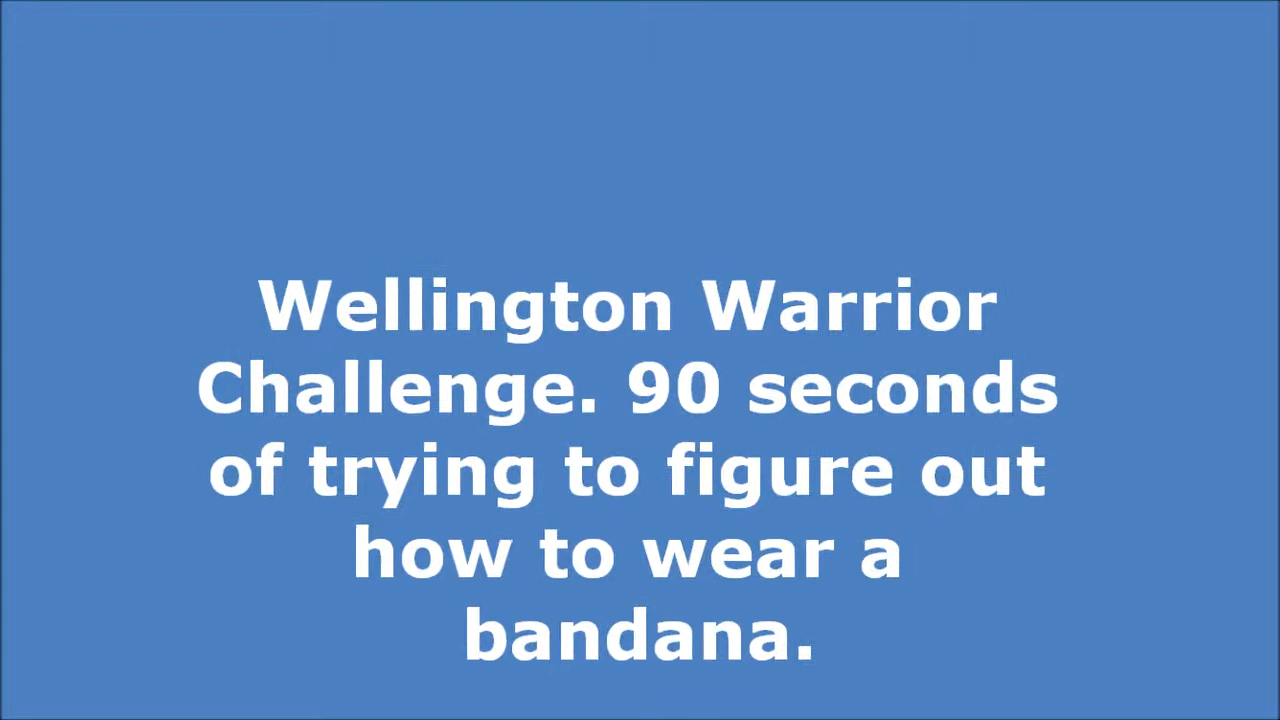 Wellington Warrior
Challenge. 90 seconds
of trying to figure out
how to wear a
bandana.